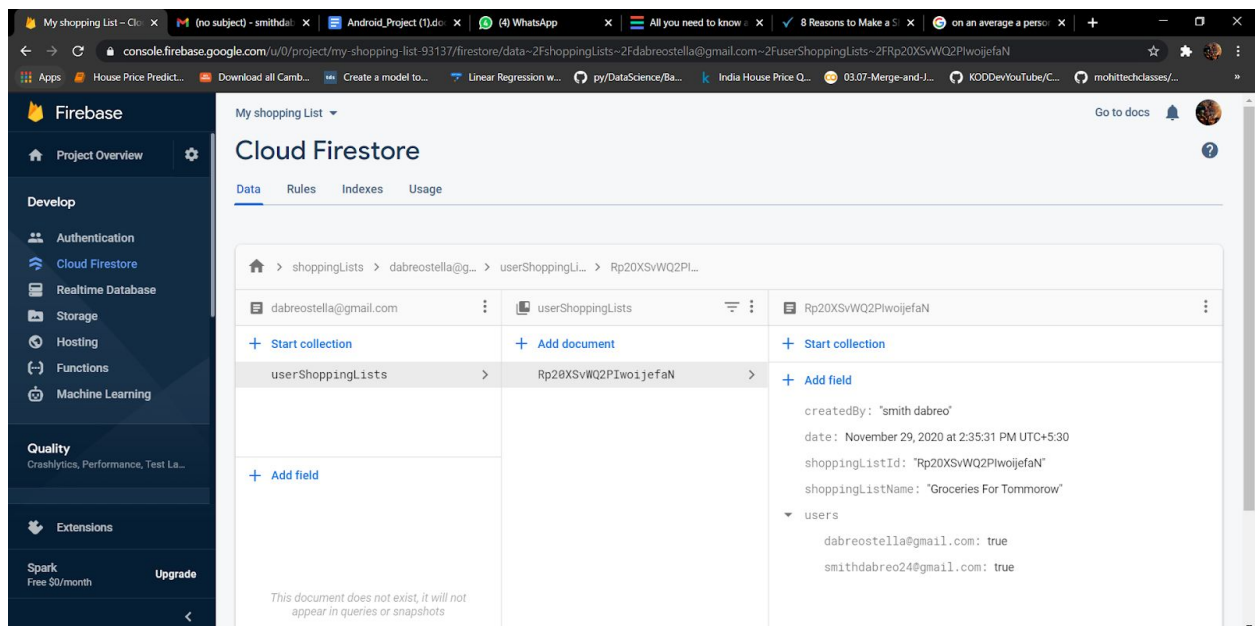 My shopping List – Clo
(no subject) - smithdab
Android_Project (1).do
(4) WhatsApp
All you need to know a
8 Reasons to Make a S
on an average a person
console.firebase.google.com/u/0/project/my-shopping-list-93137/firestore/data~2FshoppingLists~2Fdabreostella@gmail.com~2FuserShoppingLists~2FRp20XSvWQ2PIwoijefaN
Apps House Price Predict... Download all Camb... Create a model to... Linear Regression w... py/DataScience/Ba... India House Price Q... 03.07-Merge-and-J... KODDevYouTube/C... mohittechclasses/... »
Firebase
Project Overview
Develop
Authentication
Cloud Firestore
Realtime Database
Storage
Hosting
Functions
Machine Learning
Quality
Crashlytics, Performance, Test La...
Extensions
Spark
Free $0/month
Upgrade
My shopping List
Go to docs
Cloud Firestore
Data Rules Indexes Usage
shoppingLists > dabreostella@g... > userShoppingLi... > Rp20XSvWQ2PI...
dabreostella@gmail.com
+ Start collection
userShoppingLists
+ Add field
This document does not exist, it will not
appear in queries or snapshots
userShoppingLists
+ Add document
Rp20XSvWQ2PIwoijefaN
Rp20XSvWQ2PIwoijefaN
+ Start collection
+ Add field
createdBy: "smith dabreo"
date: November 29, 2020 at 2:35:31 PM UTC+5:30
shoppingListId: "Rp20XSvWQ2PIwoijefaN"
shoppingListName: "Groceries For Tommorow"
users
dabreostella@gmail.com: true
smithdabreo24@gmail.com: true